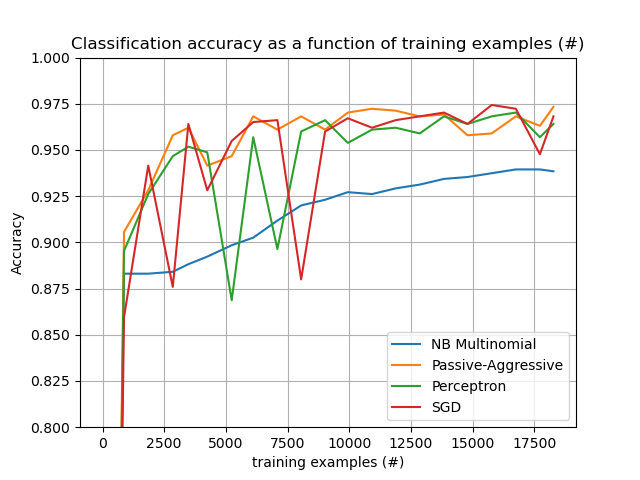 Classification accuracy as a function of training examples (#)
1.000
0.975
0.950
0.925
0.900
0.875
0.850
0.825
0.800
Accuracy
NB Multinomial
Passive-Aggressive
Perceptron
SGD
0 2500 5000 7500 10000 12500 15000 17500
training examples (#)